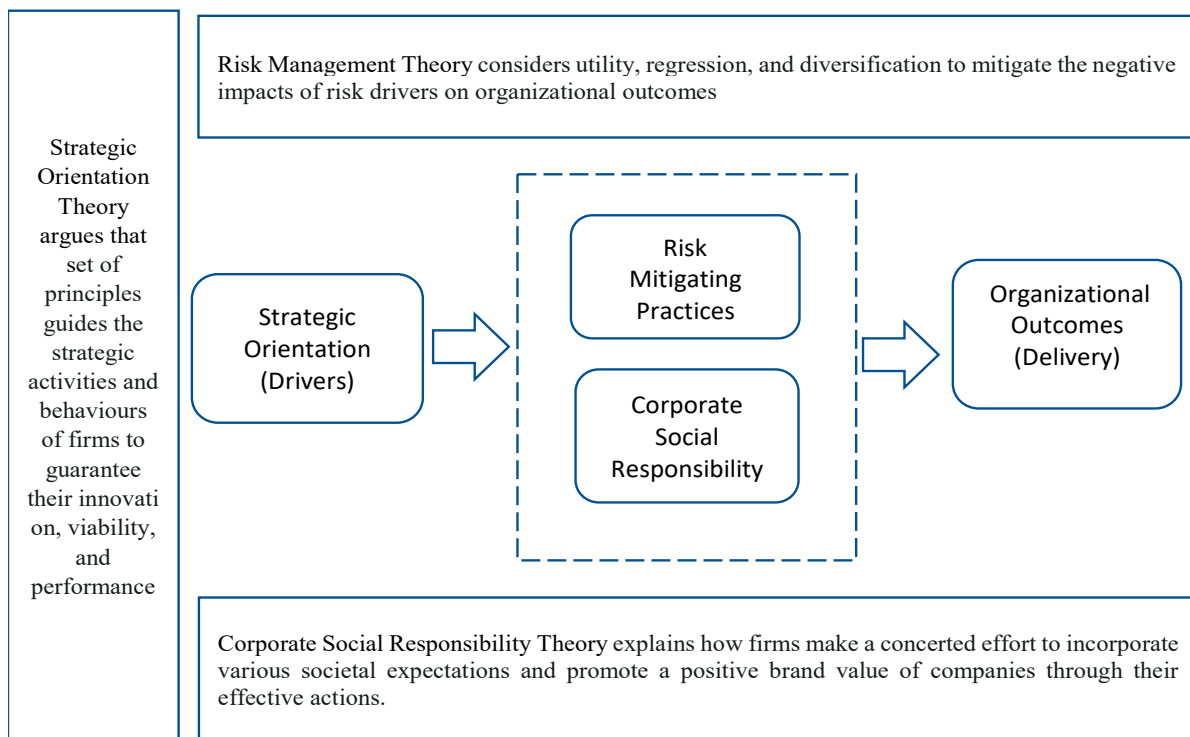 Strategic
Orientation
Theory
argues that
set of
principles
guides the
strategic
activities and
behaviours
of firms to
guarantee
their innovati
on, viability,
and
performance
Risk Management Theory considers utility, regression, and diversification to mitigate the negative
impacts of risk drivers on organizational outcomes
Strategic
Orientation
(Drivers)
Risk
Mitigating
Practices
Corporate
Social
Responsibility
Organizational
Outcomes
(Delivery)
Corporate Social Responsibility Theory explains how firms make a concerted effort to incorporate
various societal expectations and promote a positive brand value of companies through their
effective actions.